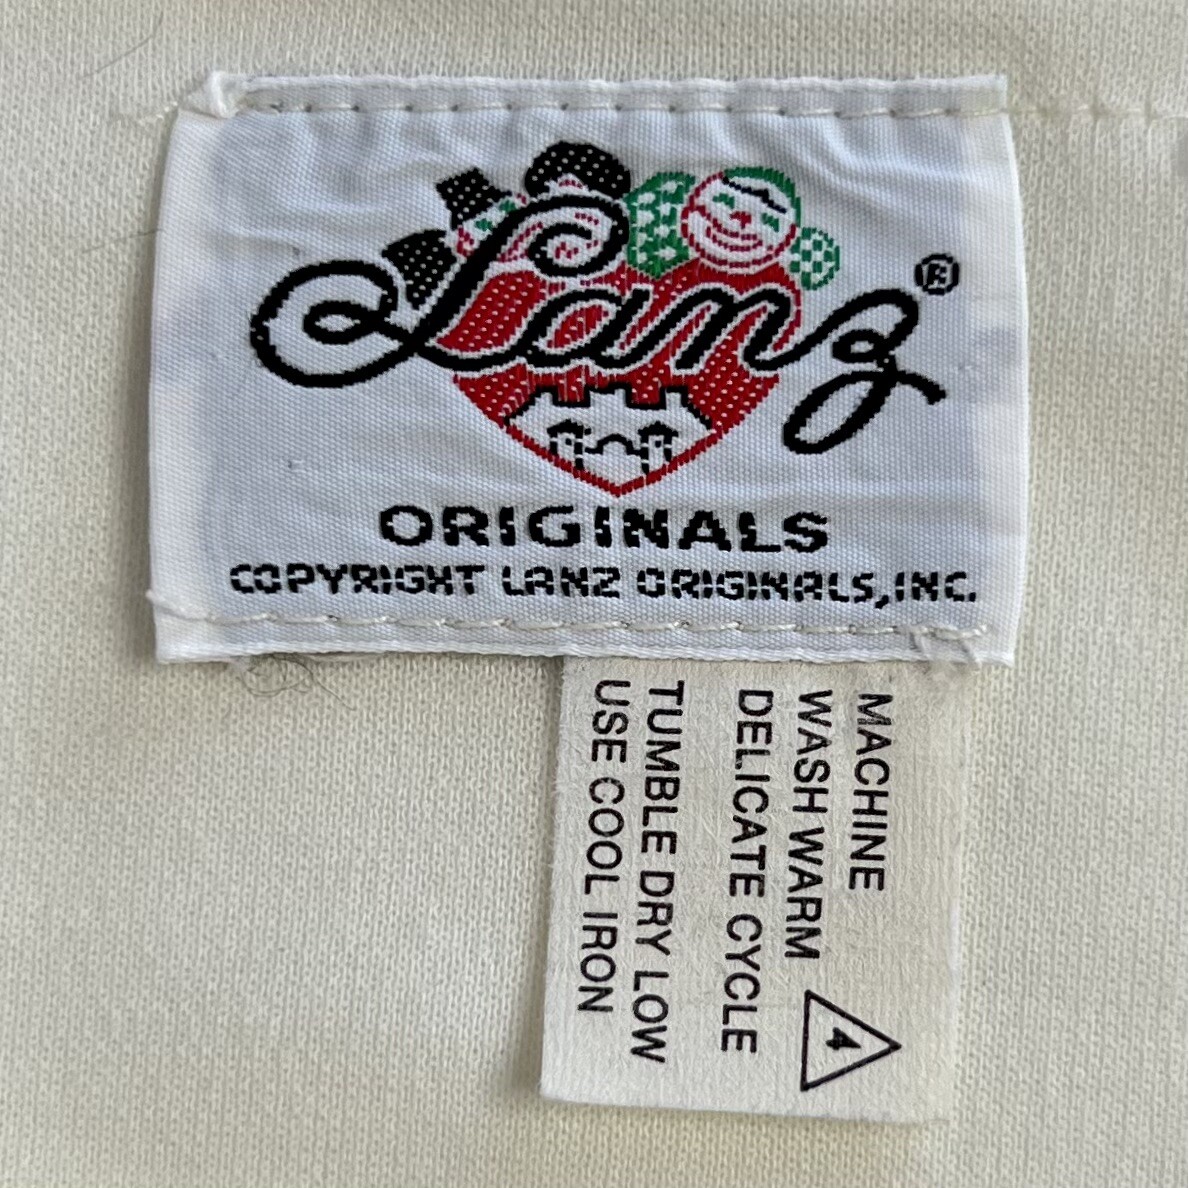 Lanz®
ORIGINALS
COPYRIGHT LANZ ORIGINALS, INC.
MACHINE
WASH WARM
DELICATE CYCLE
TUMBLE DRY LOW
USE COOL IRON
4